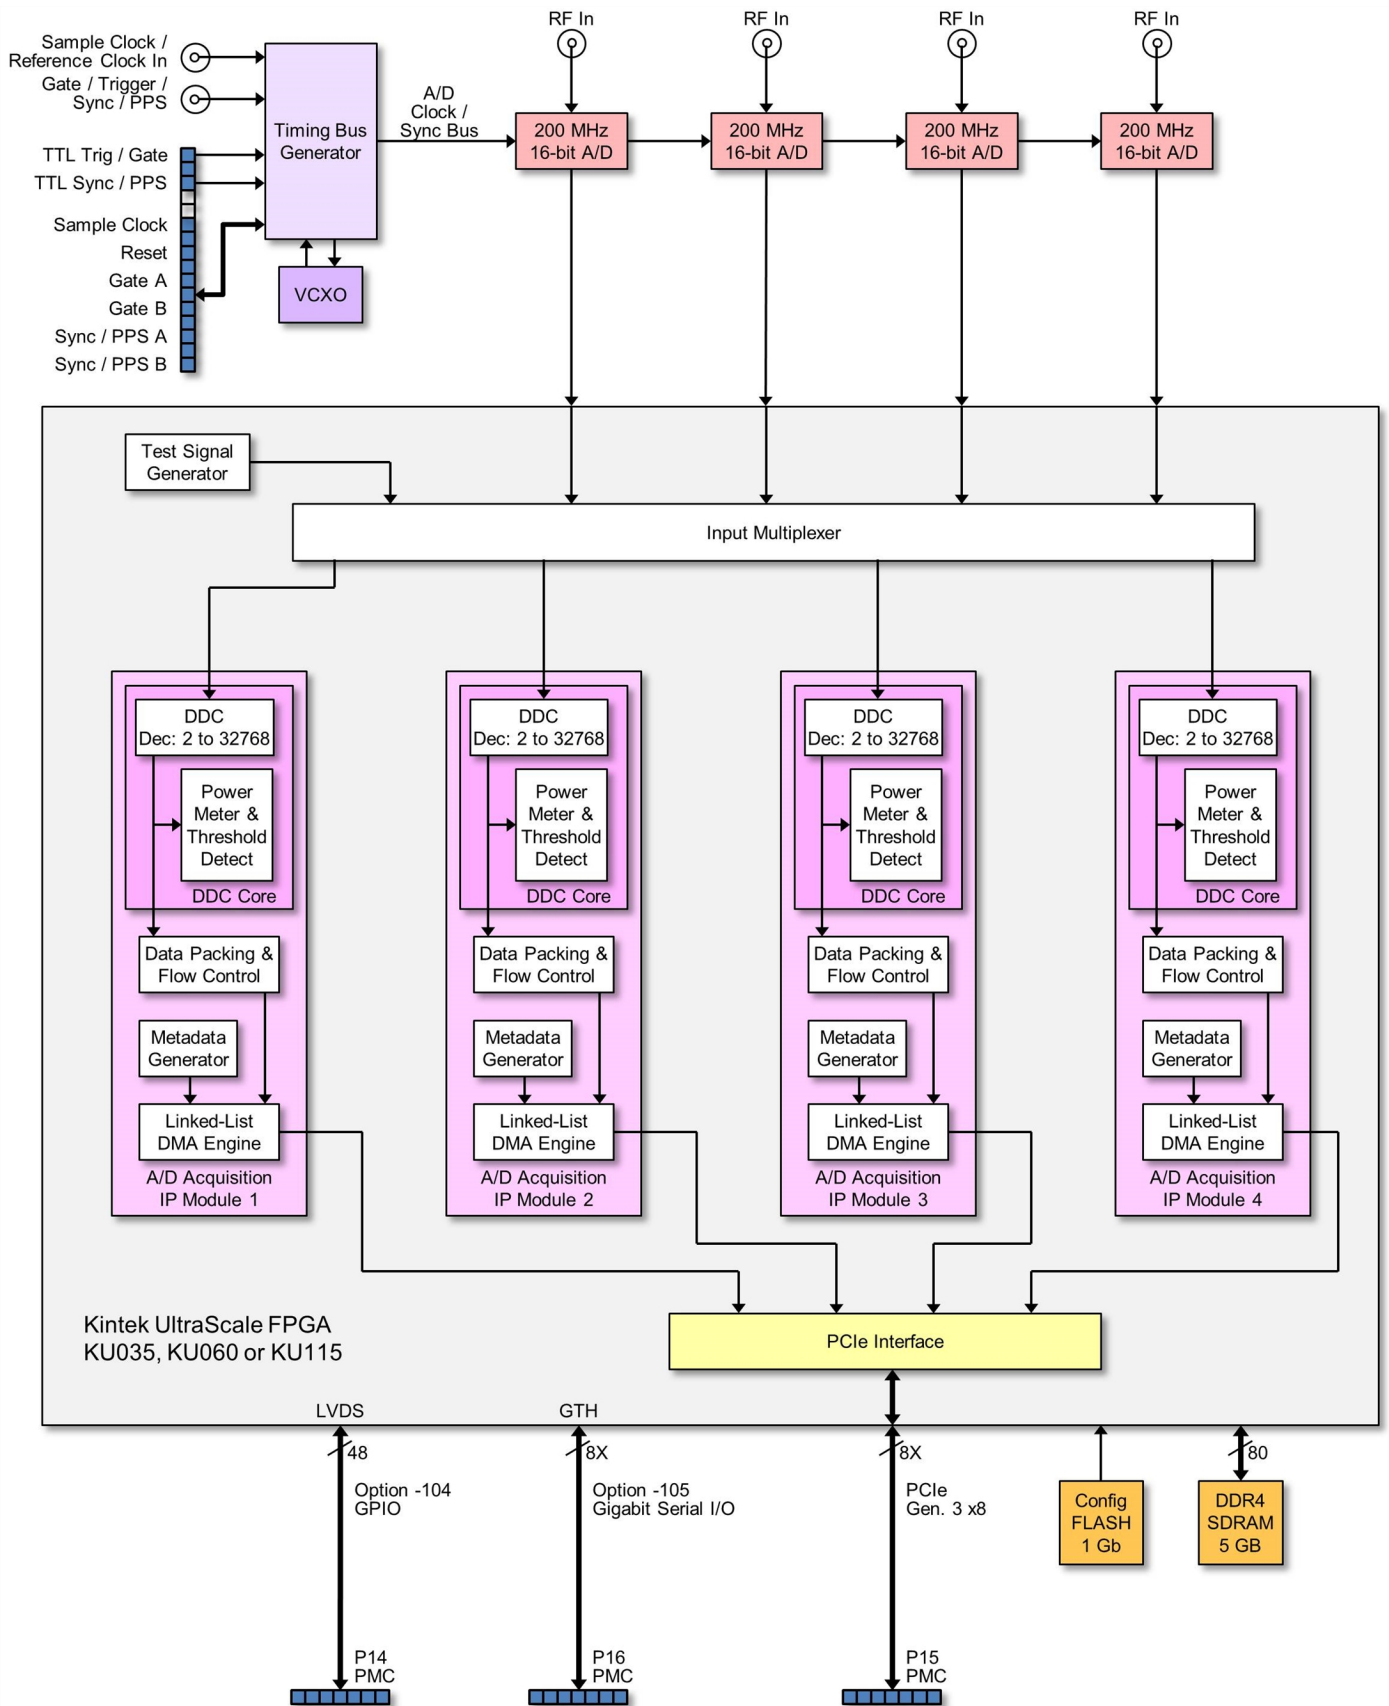 RF In
RF In
RF In
RF In
Sample Clock /
Reference Clock In
Gate / Trigger /
Sync / PPS
TTL Trig / Gate
TTL Sync / PPS
Sample Clock
Reset
Gate A
Gate B
Sync / PPS A
Sync / PPS B
Timing Bus
Generator
VCXO
A/D
Clock /
Sync Bus
200 MHz
16-bit A/D
200 MHz
16-bit A/D
200 MHz
16-bit A/D
200 MHz
16-bit A/D
Test Signal
Generator
Input Multiplexer
DDC
Dec: 2 to 32768
Power
Meter &
Threshold
Detect
DDC Core
Data Packing &
Flow Control
Metadata
Generator
Linked-List
DMA Engine
A/D Acquisition
IP Module 1
DDC
Dec: 2 to 32768
Power
Meter &
Threshold
Detect
DDC Core
Data Packing &
Flow Control
Metadata
Generator
Linked-List
DMA Engine
A/D Acquisition
IP Module 2
DDC
Dec: 2 to 32768
Power
Meter &
Threshold
Detect
DDC Core
Data Packing &
Flow Control
Metadata
Generator
Linked-List
DMA Engine
A/D Acquisition
IP Module 3
DDC
Dec: 2 to 32768
Power
Meter &
Threshold
Detect
DDC Core
Data Packing &
Flow Control
Metadata
Generator
Linked-List
DMA Engine
A/D Acquisition
IP Module 4
Kintek UltraScale FPGA
KU035, KU060 or KU115
PCIe Interface
LVDS
48
Option -104
GPIO
P14
PMC
GTH
8X
Option -105
Gigabit Serial I/O
P16
PMC
8X
PCIe
Gen. 3 x8
P15
PMC
Config
FLASH
1 Gb
80
DDR4
SDRAM
5 GB